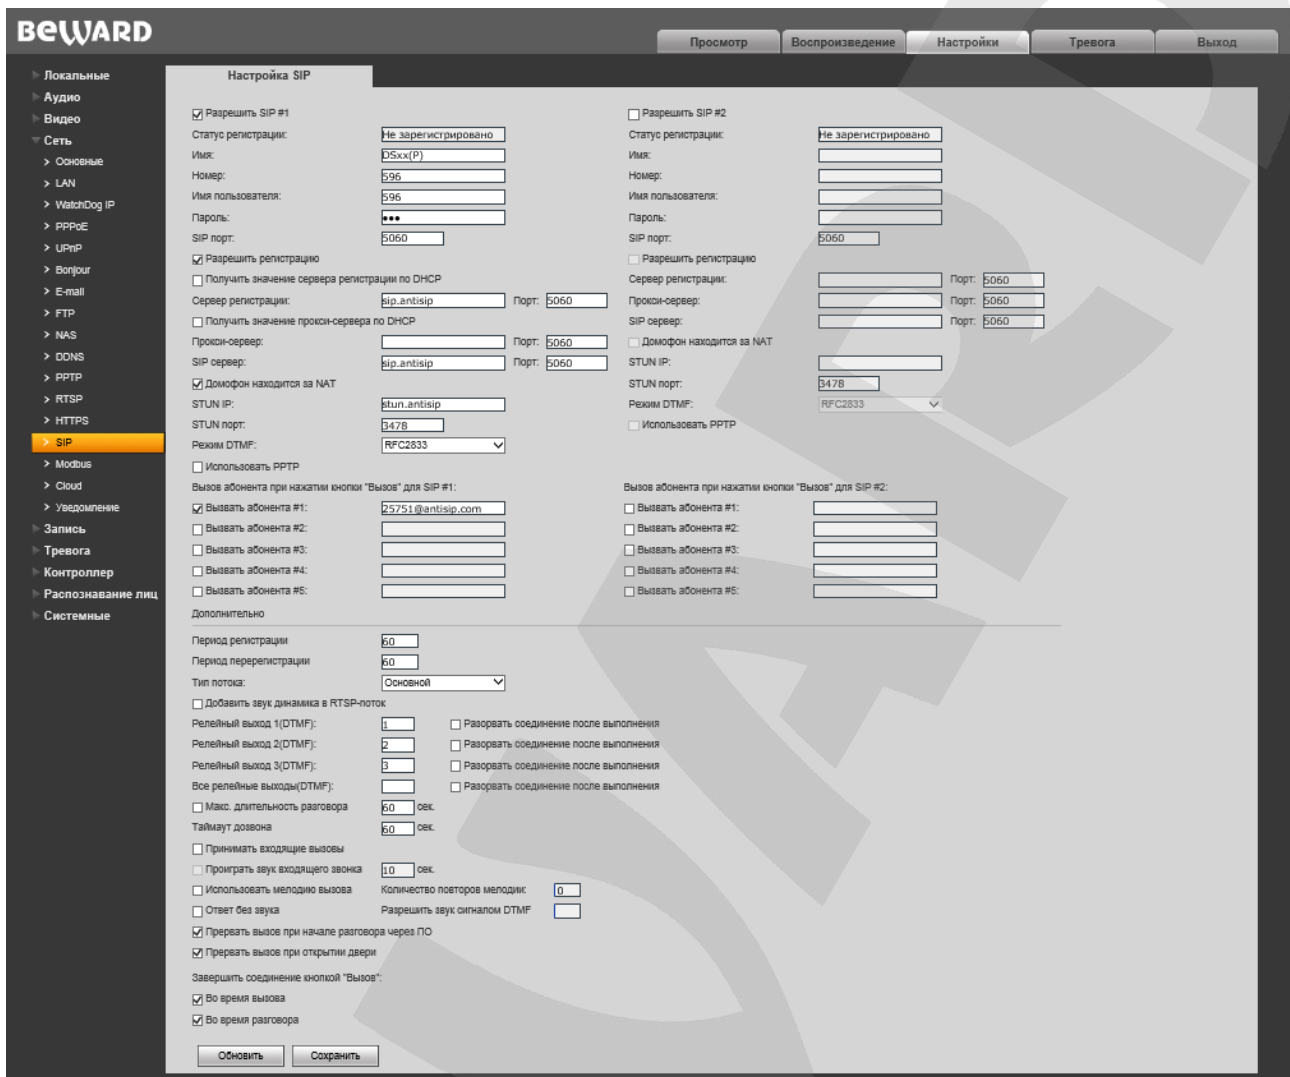 BEWARD
Просмотр
Воспроизведение
Настройки
Тревога
Выход
Локальные
Аудио
Видео
Сеть
Основные
LAN
WatchDog IP
PPPoE
UPnP
Bonjour
E-mail
FTP
NAS
DDNS
PPTP
RTSP
HTTPS
SIP
Modbus
Cloud
Уведомление
Запись
Тревога
Контроллер
Распознавание лиц
Системные
Настройка SIP
Разрешить SIP #1
Статус регистрации: Не зарегистрировано
Имя: DSxx(P)
Номер: 596
Имя пользователя: 596
Пароль: •••
SIP порт: 5060
Разрешить регистрацию
Получить значение сервера регистрации по DHCP
Сервер регистрации: sip.antisip Порт: 5060
Получить значение прокси-сервера по DHCP
Прокси-сервер: Порт: 5060
SIP сервер: sip.antisip Порт: 5060
Домофон находится за NAT
STUN IP: stun.antisip
STUN порт: 3478
Режим DTMF: RFC2833
Использовать PPTP
Разрешить SIP #2
Статус регистрации: Не зарегистрировано
Имя:
Номер:
Имя пользователя:
Пароль:
SIP порт: 5060
Разрешить регистрацию
Сервер регистрации: Порт: 5060
Прокси-сервер: Порт: 5060
SIP сервер: Порт: 5060
Домофон находится за NAT
STUN IP:
STUN порт: 3478
Режим DTMF: RFC2833
Использовать PPTP
Вызов абонента при нажатии кнопки "Вызов" для SIP #1:
Вызвать абонента #1: 25751@antisip.com
Вызвать абонента #2:
Вызвать абонента #3:
Вызвать абонента #4:
Вызвать абонента #5:
Вызов абонента при нажатии кнопки "Вызов" для SIP #2:
Вызвать абонента #1:
Вызвать абонента #2:
Вызвать абонента #3:
Вызвать абонента #4:
Вызвать абонента #5:
Дополнительно
Период регистрации 60
Период перерегистрации 60
Тип потока: Основной
Добавить звук динамика в RTSP-поток
Релейный выход 1(DTMF): 1 Разорвать соединение после выполнения
Релейный выход 2(DTMF): 2 Разорвать соединение после выполнения
Релейный выход 3(DTMF): 3 Разорвать соединение после выполнения
Все релейные выходы(DTMF): Разорвать соединение после выполнения
Макс. длительность разговора 60 сек.
Таймаут дозвона 60 сек.
Принимать входящие вызовы
Проиграть звук входящего звонка 10 сек.
Использовать мелодию вызова Количество повторов мелодии: 0
Ответ без звука Разрешить звук сигналом DTMF
Прервать вызов при начале разговора через ПО
Прервать вызов при открытии двери
Завершить соединение кнопкой "Вызов":
Во время вызова
Во время разговора
Обновить
Сохранить